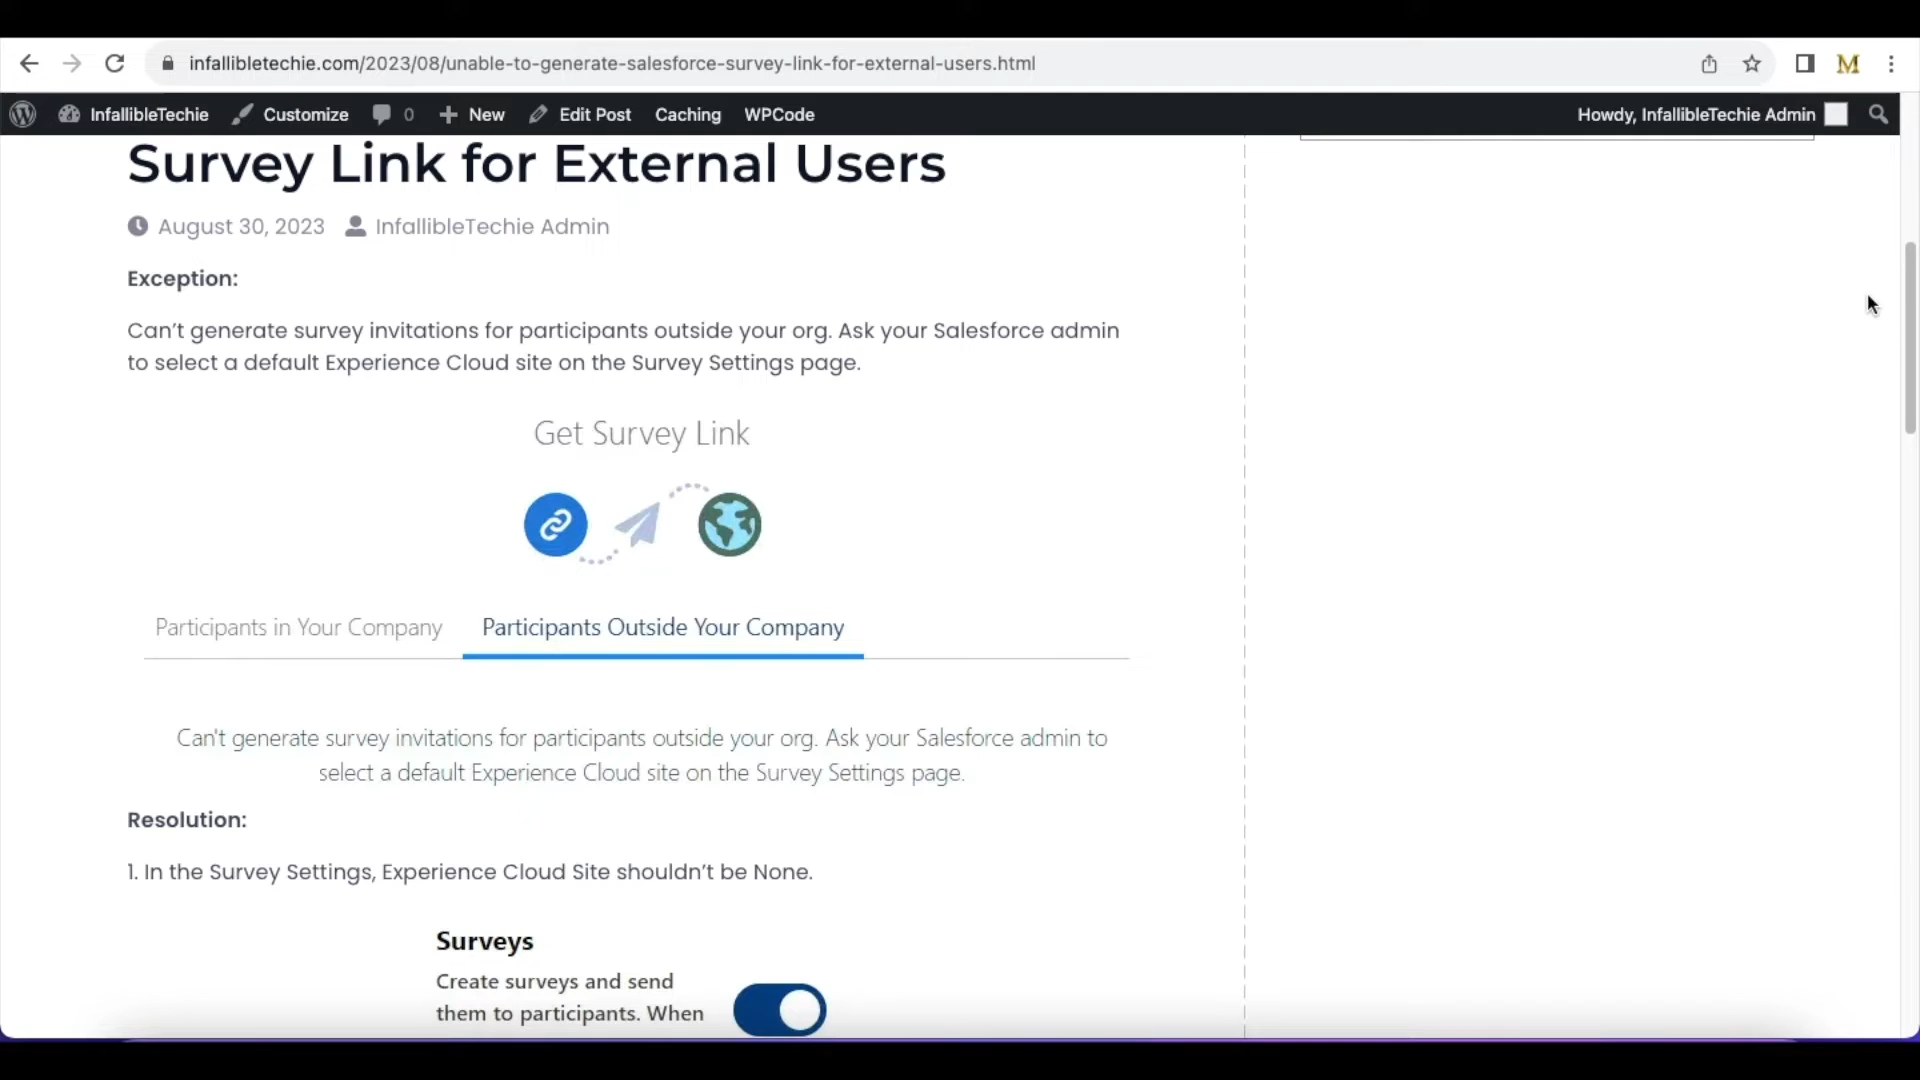 infallibletechie.com/2023/08/unable-to-generate-salesforce-survey-link-for-external-users.html
M
InfallibleTechie Customize 0 New Edit Post Caching WPCode Howdy, InfallibleTechie Admin
Survey Link for External Users
August 30, 2023 InfallibleTechie Admin
Exception:
Can’t generate survey invitations for participants outside your org. Ask your Salesforce admin
to select a default Experience Cloud site on the Survey Settings page.
Get Survey Link
Participants in Your Company Participants Outside Your Company
Can't generate survey invitations for participants outside your org. Ask your Salesforce admin to
select a default Experience Cloud site on the Survey Settings page.
Resolution:
1. In the Survey Settings, Experience Cloud Site shouldn’t be None.
Surveys
Create surveys and send
them to participants. When